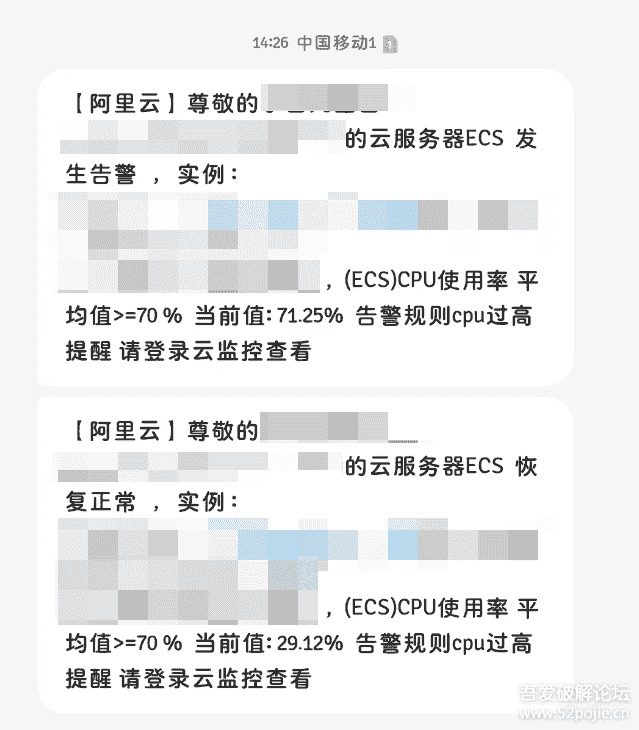 14:26 中国移动1
【阿里云】尊敬的
的云服务器ECS 发
生告警 ，实例：
，(ECS)CPU使用率 平
均值>=70 % 当前值: 71.25% 告警规则cpu过高
提醒 请登录云监控查看
【阿里云】尊敬的
的云服务器ECS 恢
复正常 ，实例：
，(ECS)CPU使用率 平
均值>=70 % 当前值: 29.12% 告警规则cpu过高
提醒 请登录云监控查看
吾爱破解论坛
www.52pojie.cn